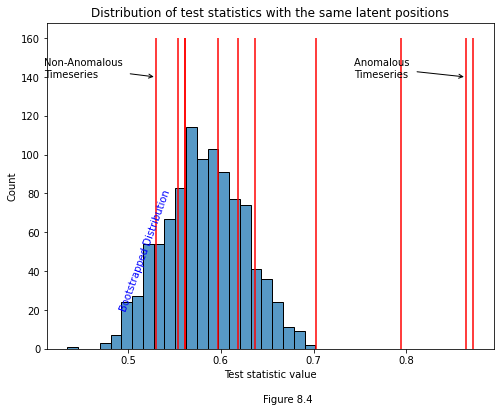 Distribution of test statistics with the same latent positions
160
140
120
100
80
60
40
20
0
Count
Non-Anomalous
Timeseries
Anomalous
Timeseries
Bootstrapped Distribution
0.5
0.6
0.7
0.8
Test statistic value
Figure 8.4